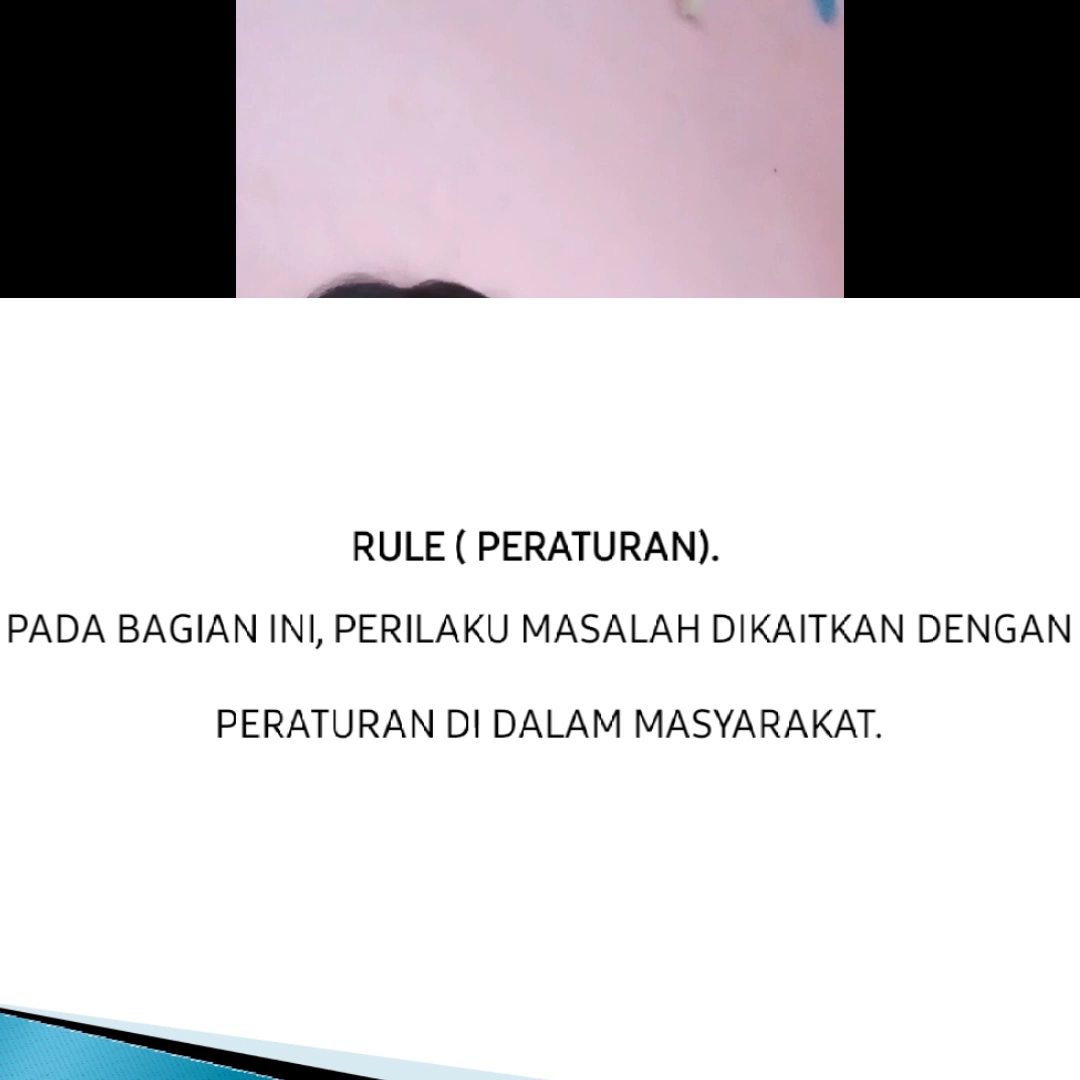 RULE ( PERATURAN).
PADA BAGIAN INI, PERILAKU MASALAH DIKAITKAN DENGAN
PERATURAN DI DALAM MASYARAKAT.